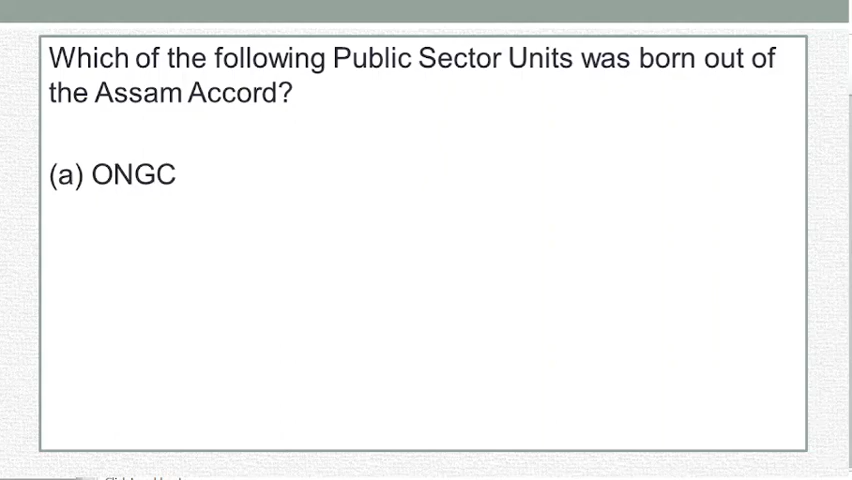 Which of the following Public Sector Units was born out of
the Assam Accord?
(a) ONGC